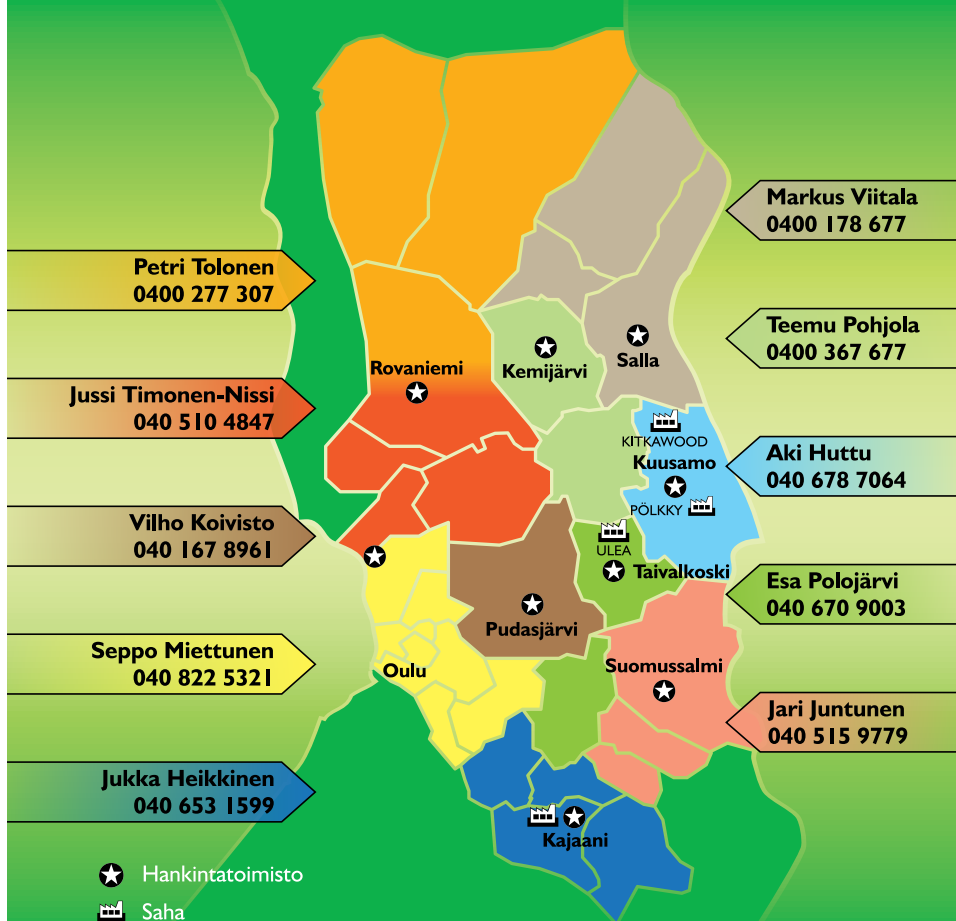 Petri Tolonen
0400 277 307
Jussi Timonen-Nissi
040 510 4847
Vilho Koivisto
040 167 8961
Seppo Miettunen
040 822 5321
Jukka Heikkinen
040 653 1599
Rovaniemi
Kemijärvi
Salla
KITKAWOOD
Kuusamo
PÖLKKY
ULEA
Taivalkoski
Pudasjärvi
Oulu
Suomussalmi
Kajaani
Markus Viitala
0400 178 677
Teemu Pohjola
0400 367 677
Aki Huttu
040 678 7064
Esa Polojärvi
040 670 9003
Jari Juntunen
040 515 9779
Hankintatoimisto
Saha